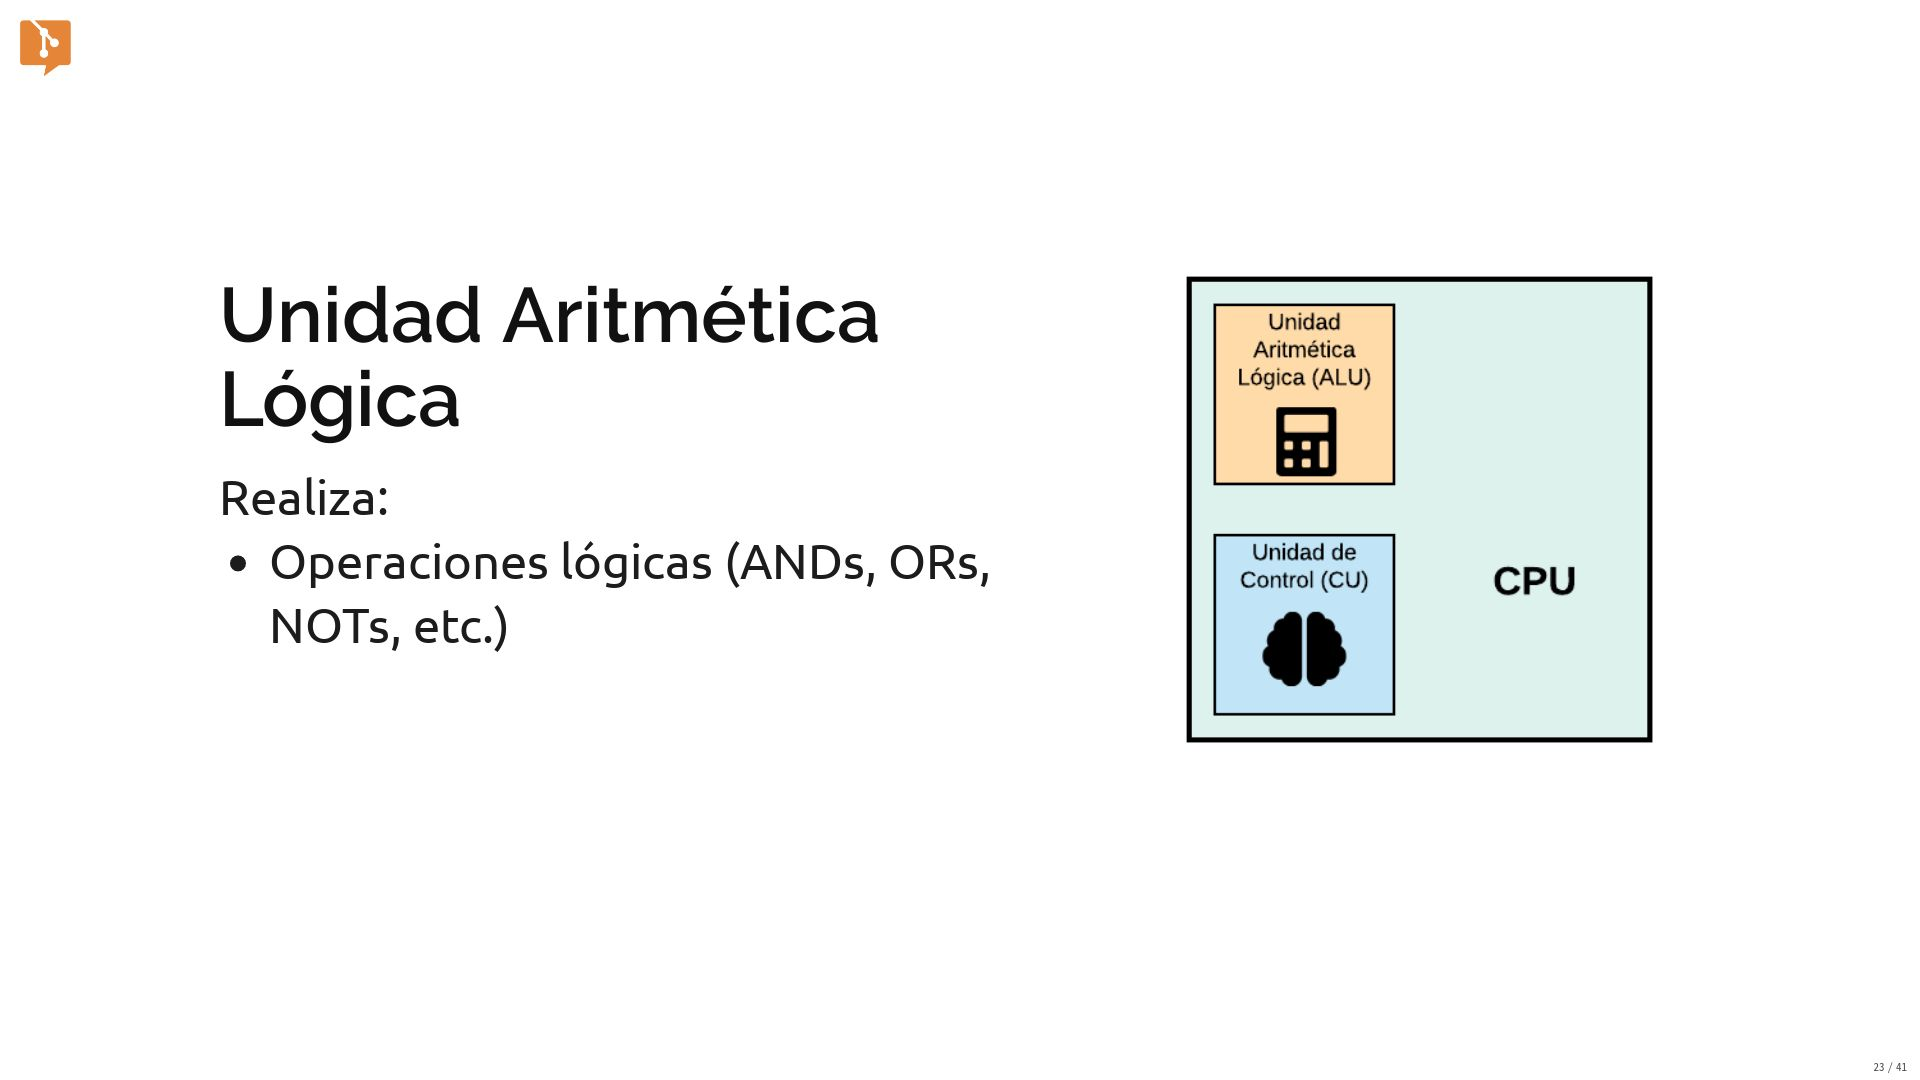 Unidad Aritmética
Lógica
Realiza:
• Operaciones lógicas (ANDs, ORs,
NOTs, etc.)
Unidad
Aritmética
Lógica (ALU)
Unidad de
Control (CU)
CPU
23 / 41